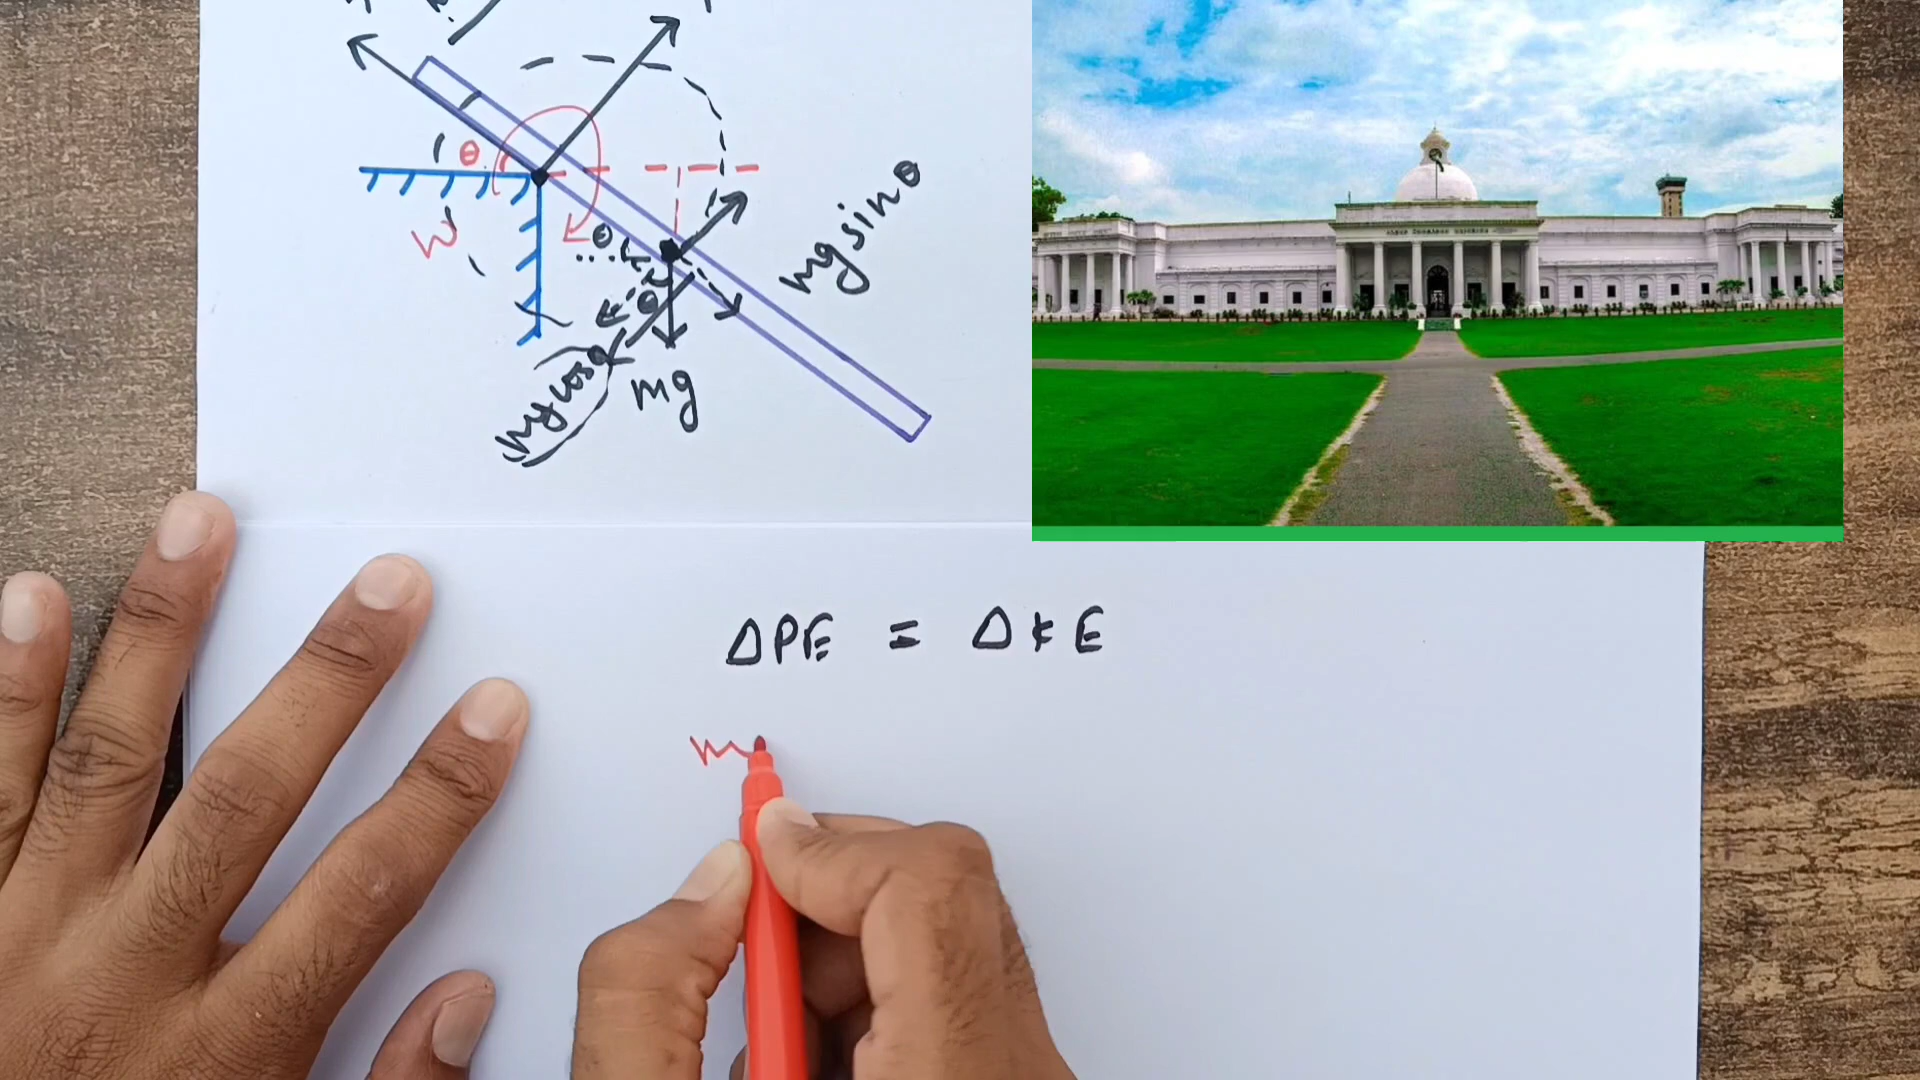 θ
mg sinθ
ω
θ
θ
mg cosθ
mg
ΔPE = ΔKE
m